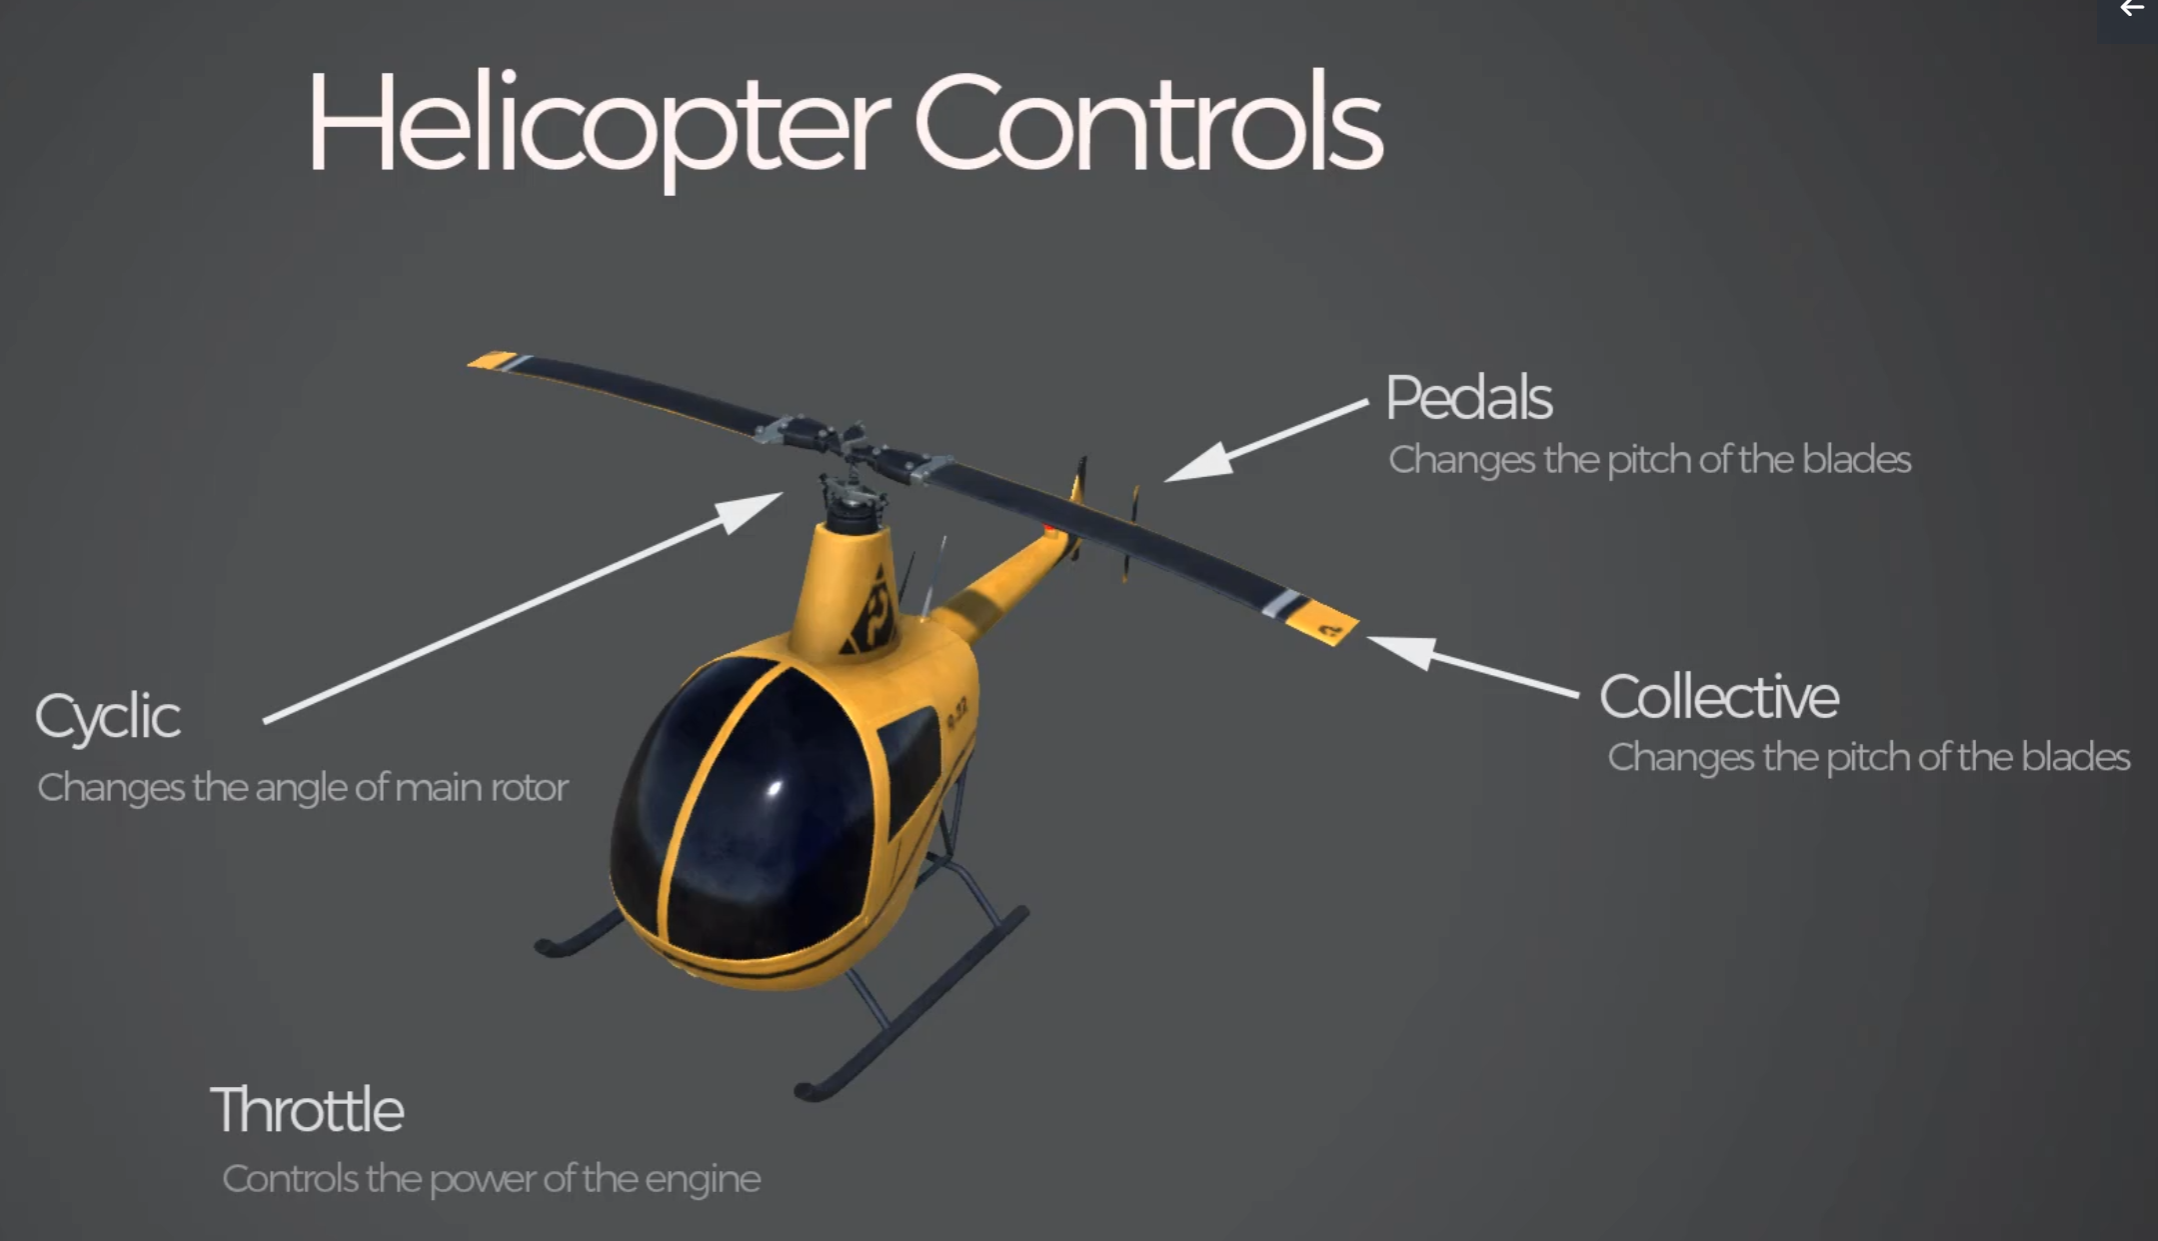 Helicopter Controls
Pedals
Changes the pitch of the blades
Cyclic
Changes the angle of main rotor
Collective
Changes the pitch of the blades
Throttle
Controls the power of the engine